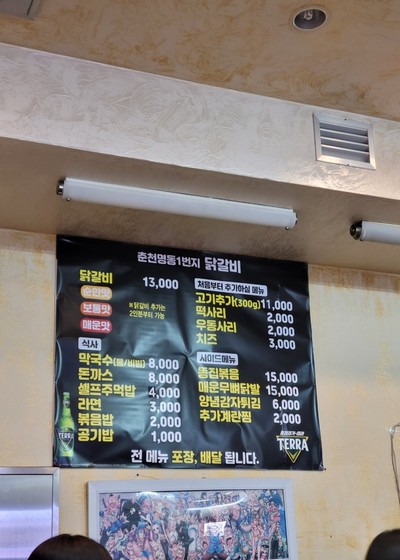 춘천명동1번지 닭갈비
닭갈비 13,000
순한맛
보통맛
매운맛
※닭갈비 추가는
2인분부터 가능
처음부터 추가하실 메뉴
고기추가(300g) 11,000
떡사리 2,000
우동사리 2,000
치즈 3,000
식사
막국수(물/비빔) 8,000
돈까스 8,000
셀프주먹밥 4,000
라면 3,000
볶음밥 2,000
공기밥 1,000
사이드메뉴
똥집볶음 15,000
매운무뼈닭발 15,000
양념감자튀김 6,000
추가계란찜 2,000
TERRA
TERRA
전 메뉴 포장, 배달 됩니다.